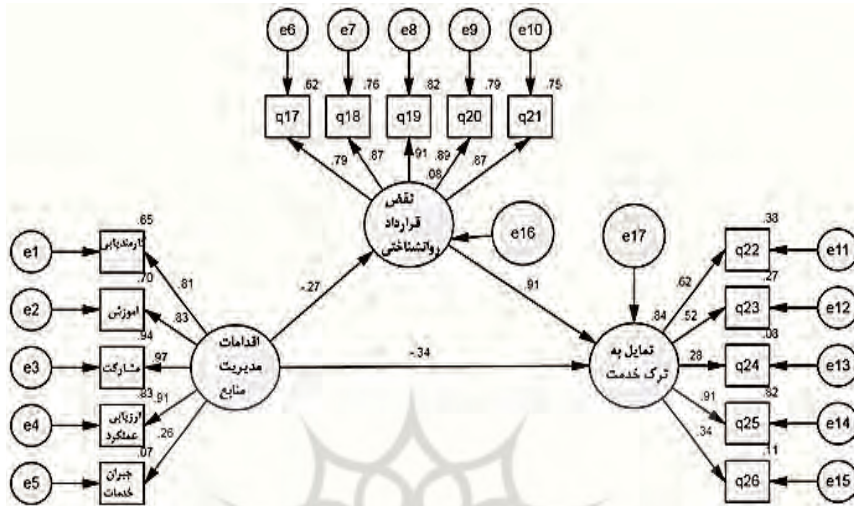 e6 e7 e8 e9 e10
.62 .76 .82 .79 .75
q17 q18 q19 q20 q21
.79 .87 .91 .89 .87
.08
نقض
قرارداد
روانشناختی
e16
e17
e1
.65
کارمندیابی
.81
e2
.70
آموزش
.83
e3
.94
مشارکت
.97
e4
.83
ارزیابی
عملکرد
.91
e5
.07
جبران
خدمات
.26
اقدامات
مدیریت
منابع
-.27
.91
-.34
.84
تمایل به
ترک خدمت
.62
.38
q22
e11
.52
.27
q23
e12
.28
.08
q24
e13
.91
.82
q25
e14
.34
.11
q26
e15